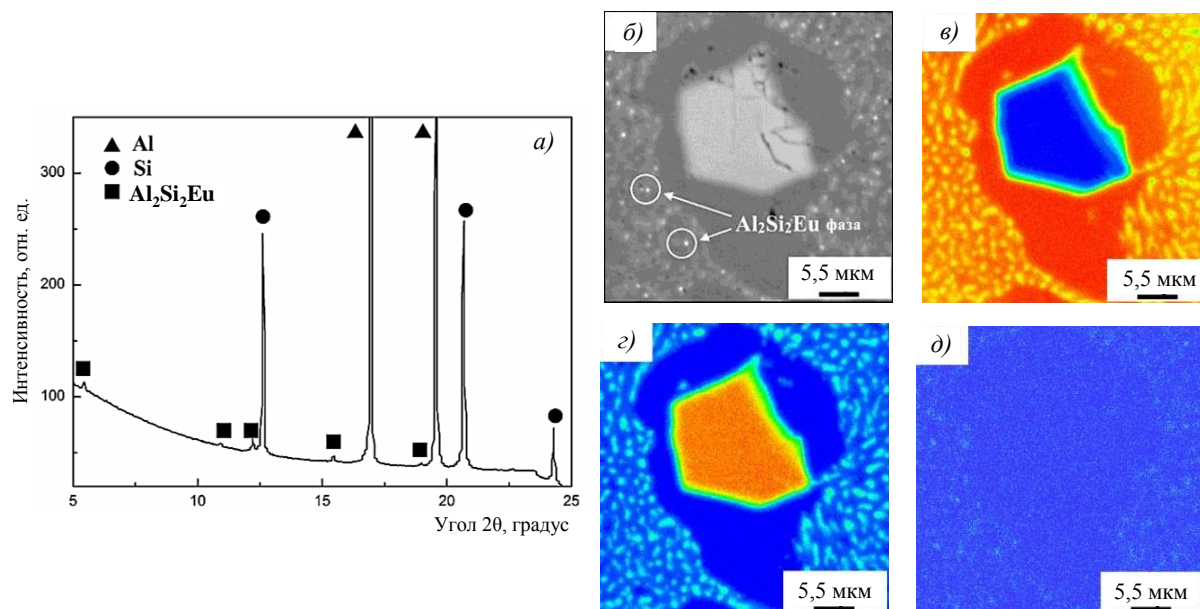 а)
▲ Al
● Si
■ Al₂Si₂Eu
300
200
100
5 10 15 20 25
Интенсивность, отн. ед.
Угол 2θ, градус
б)
Al₂Si₂Eu фаза
5,5 мкм
в)
5,5 мкм
г)
5,5 мкм
д)
5,5 мкм